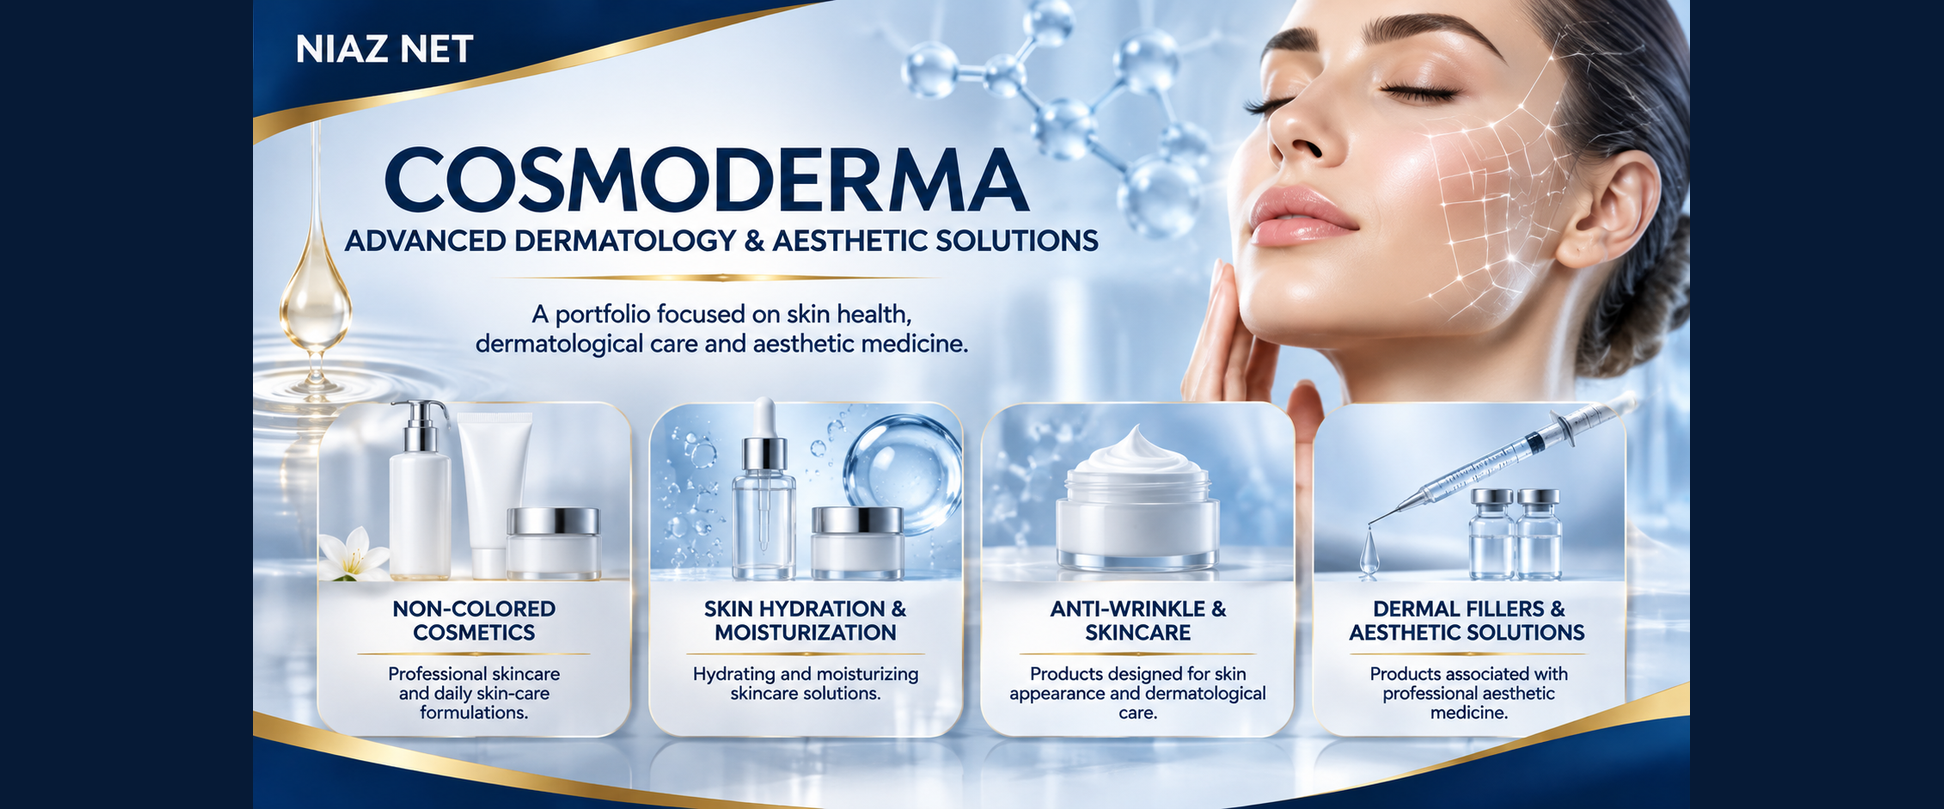 NIAZ NET
COSMODERMA
ADVANCED DERMATOLOGY & AESTHETIC SOLUTIONS
A portfolio focused on skin health,
dermatological care and aesthetic medicine.
NON-COLORED
COSMETICS
Professional skincare
and daily skin-care
formulations.
SKIN HYDRATION &
MOISTURIZATION
Hydrating and moisturizing
skincare solutions.
ANTI-WRINKLE &
SKINCARE
Products designed for skin
appearance and dermatological
care.
DERMAL FILLERS &
AESTHETIC SOLUTIONS
Products associated with
professional aesthetic
medicine.